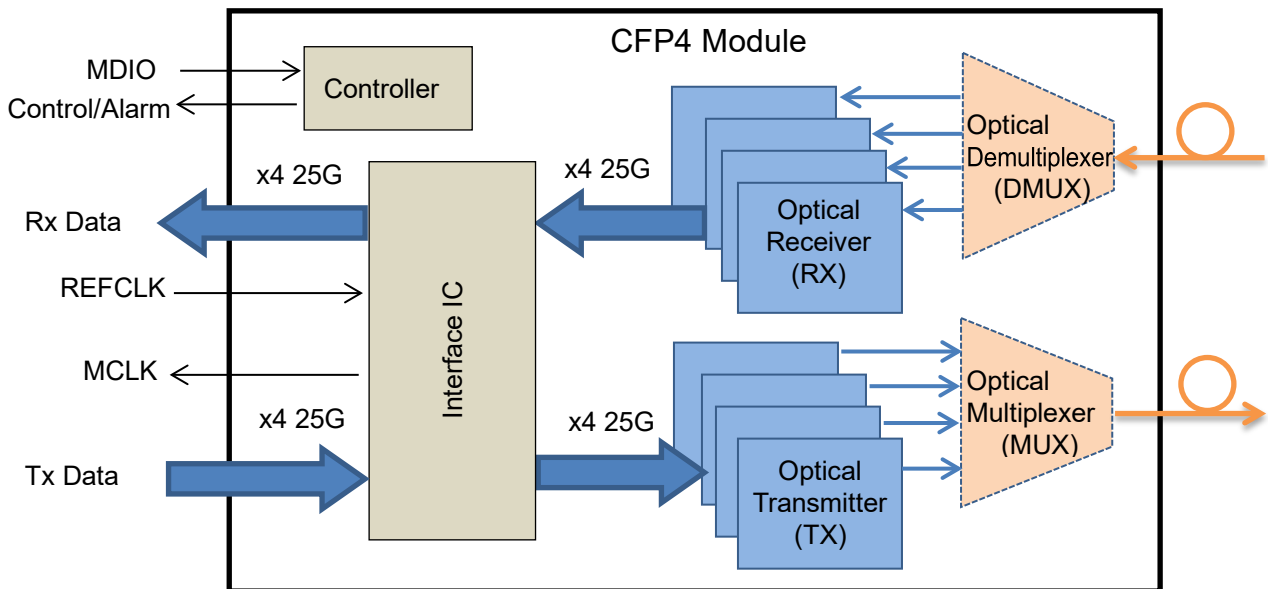 CFP4 Module
MDIO
Control/Alarm
Controller
x4 25G
x4 25G
Rx Data
REFCLK
MCLK
x4 25G
x4 25G
Tx Data
Interface IC
Optical
Receiver
(RX)
Optical
Demultiplexer
(DMUX)
Optical
Transmitter
(TX)
Optical
Multiplexer
(MUX)